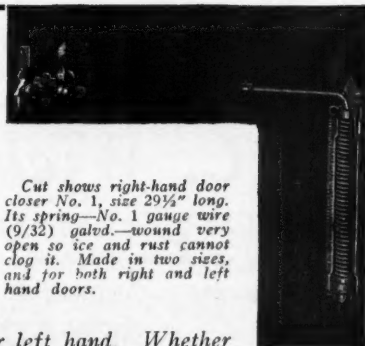 Cut shows right-hand door
closer No. 1, size 29½" long.
Its spring—No. 1 gauge wire
(9/32) galvd.—wound very
open so ice and rust cannot
clog it. Made in two sizes,
and for both right and left
hand doors.
left hand. Whether